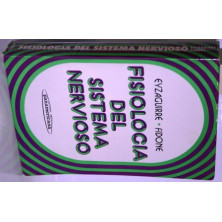 FISIOLOGIA DEL SISTEMA NERVIOSO
EYZAGUIRRE - FIDONE
FISIOLOGIA
DEL
SISTEMA
NERVIOSO